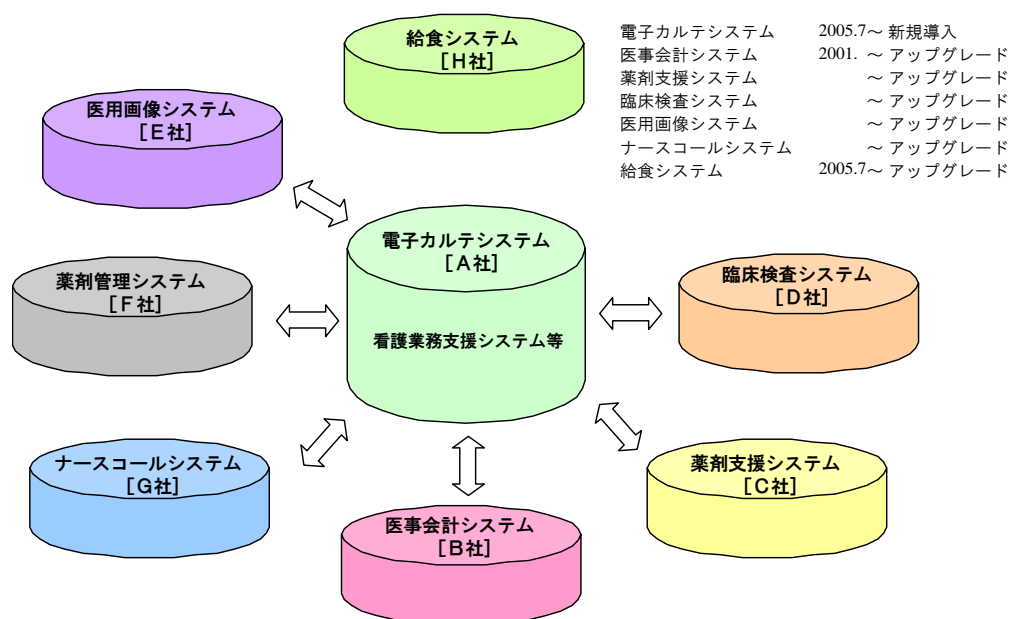 給食システム
[H社]
電子カルテシステム 2005.7～ 新規導入
医事会計システム 2001. ～ アップグレード
薬剤支援システム ～ アップグレード
臨床検査システム ～ アップグレード
医用画像システム ～ アップグレード
ナースコールシステム ～ アップグレード
給食システム 2005.7～ アップグレード
医用画像システム
[E社]
電子カルテシステム
[A社]
看護業務支援システム等
薬剤管理システム
[F社]
臨床検査システム
[D社]
ナースコールシステム
[G社]
医事会計システム
[B社]
薬剤支援システム
[C社]